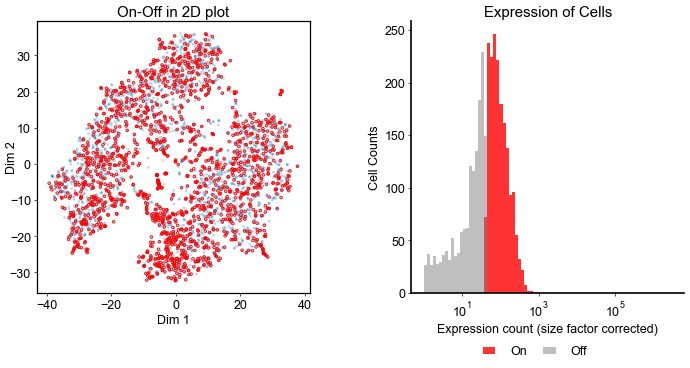 On-Off in 2D plot
Dim 2
30
20
10
0
−10
−20
−30
−40 −20 0 20 40
Dim 1
Expression of Cells
Cell Counts
250
200
150
100
50
0
10^1 10^3 10^5
Expression count (size factor corrected)
On Off